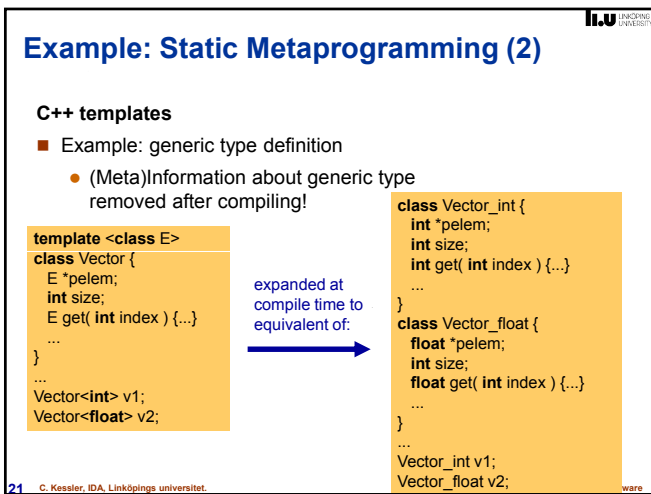 LINKÖPING
UNIVERSITY
Example: Static Metaprogramming (2)
C++ templates
Example: generic type definition
(Meta)Information about generic type
removed after compiling!
template <class E>
class Vector {
E *pelem;
int size;
E get( int index ) {...}
...
}
...
Vector<int> v1;
Vector<float> v2;
expanded at
compile time to
equivalent of:
class Vector_int {
int *pelem;
int size;
int get( int index ) {...}
...
}
class Vector_float {
float *pelem;
int size;
float get( int index ) {...}
...
}
...
Vector_int v1;
Vector_float v2;
21 C. Kessler, IDA, Linköpings universitet.
ware